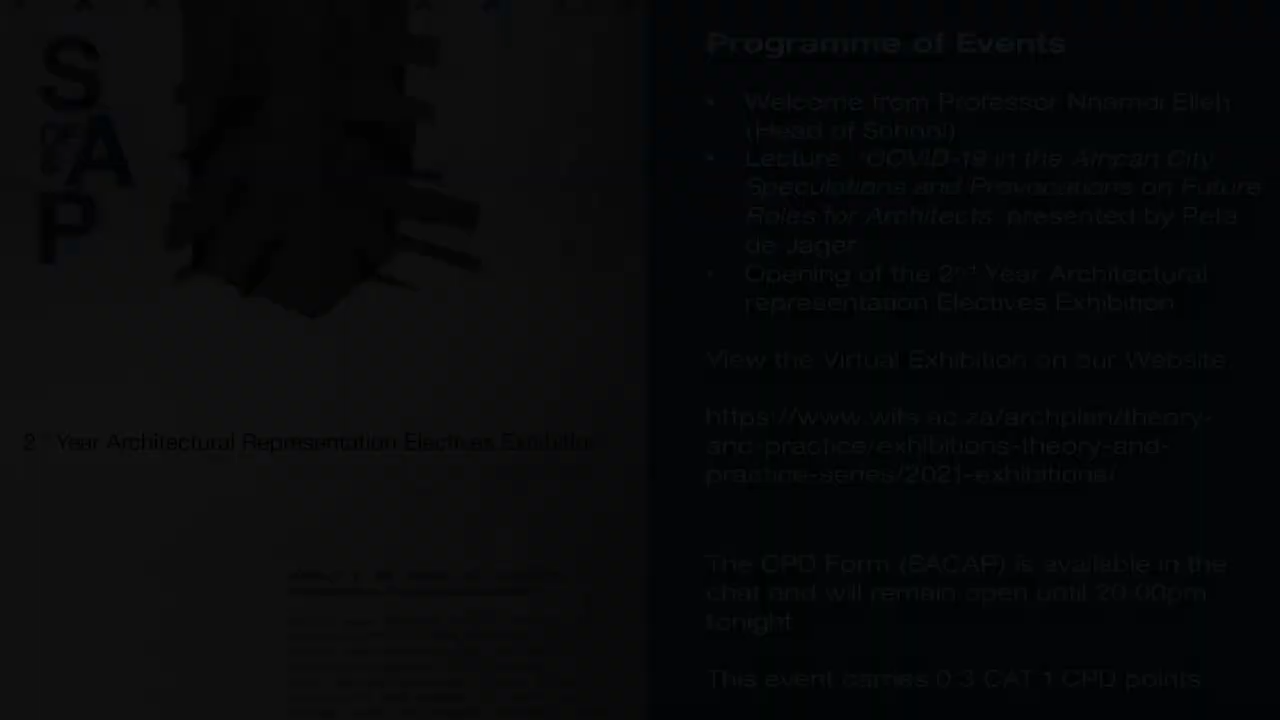 S
&A
P
2 Year Architectural Representation Electives Exhibition
Programme of Events
• Welcome from Professor Nnamdi Elleh
(Head of School)
• Lecture : COVID-19 in the African City
Speculations and Provocations on Future
Roles for Architects presented by
de Jager
• Opening of the 2nd Year Architectural
representation Electives Exhibition
View the Virtual Exhibition on our Website
https://www.wits.ac.za/archplan/theory-
and-practice/exhibitions-theory-and-
practice-series/2021-exhibitions/
The CPD Form (SACAP) is available in the
chat and will remain open until 20:00pm
tonight
This event carries 0.3 CAT 1 CPD points